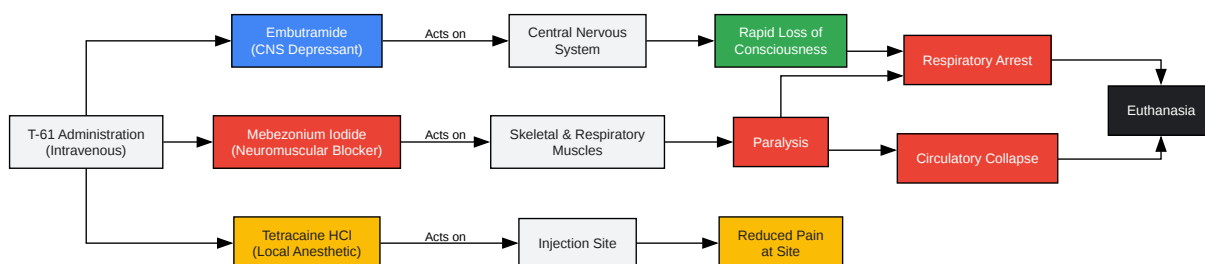 Embutramide
(CNS Depressant)
Acts on
Central Nervous
System
Rapid Loss of
Consciousness
Respiratory Arrest
Euthanasia
T-61 Administration
(Intravenous)
Mebezonium Iodide
(Neuromuscular Blocker)
Acts on
Skeletal & Respiratory
Muscles
Paralysis
Circulatory Collapse
Tetracaine HCl
(Local Anesthetic)
Acts on
Injection Site
Reduced Pain
at Site